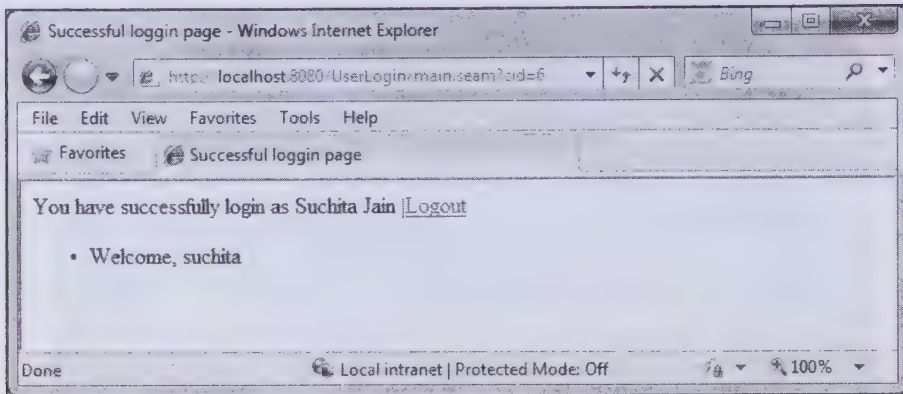 Successful loggin page - Windows Internet Explorer
http:// localhost:8080/UserLogin/main.seam?cid=6
Bing
File Edit View Favorites Tools Help
Favorites
Successful loggin page
You have successfully login as Suchita Jain |Logout
• Welcome, suchita
Done
Local intranet | Protected Mode: Off
100%